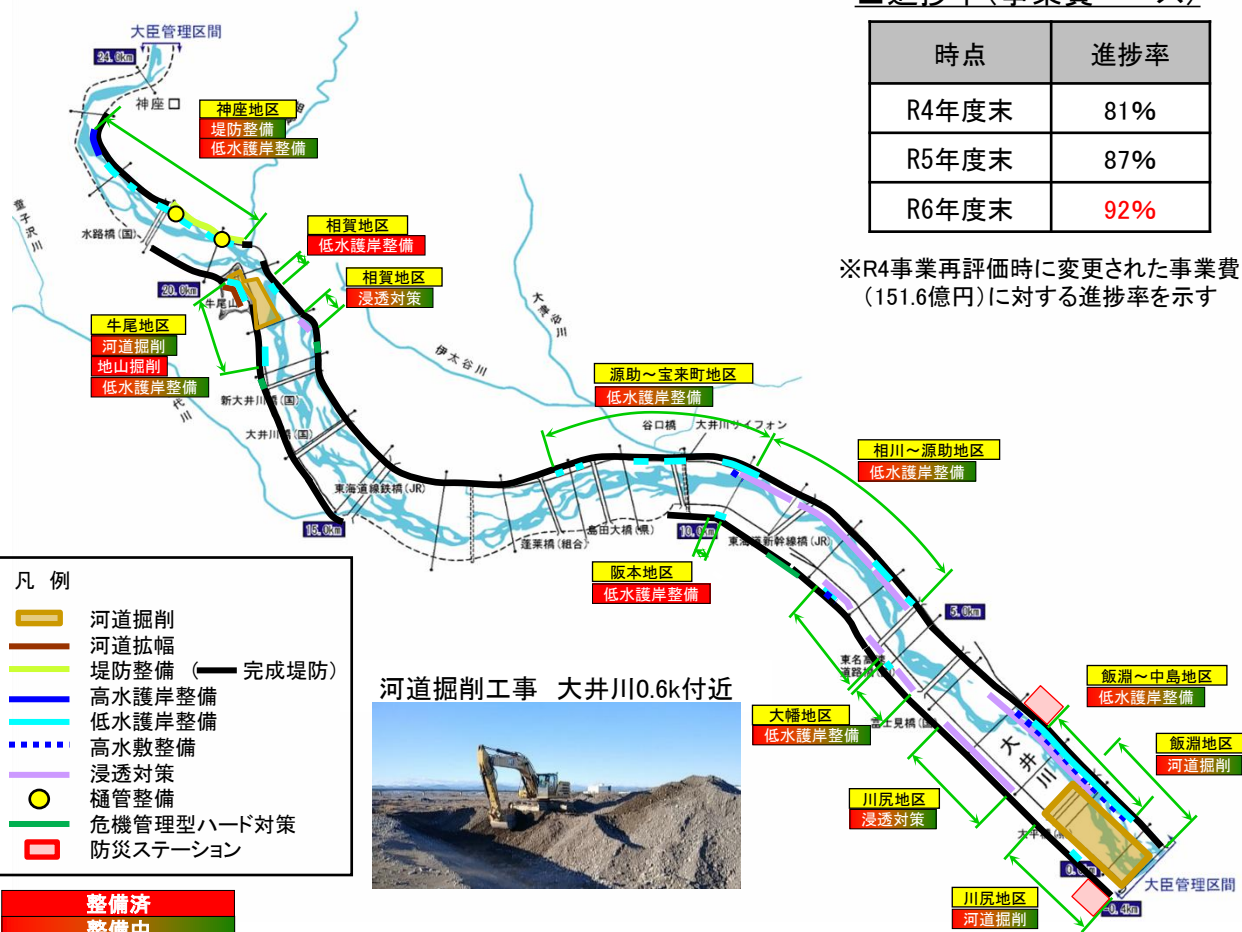 大臣管理区間
24.0km
神座
神座地区
堤防整備
低水護岸整備
童子沢川
水路橋(国)
相賀地区
低水護岸整備
相賀地区
浸透対策
20.0km
牛尾山
牛尾地区
河道掘削
地山掘削
低水護岸整備
代川
新大井川橋(国)
大井川橋(国)
東海道線鉄橋(JR)
15.0km
伊太谷川
大津谷川
源助～宝来町地区
低水護岸整備
谷口橋
大井川サイフォン
相川～源助地区
低水護岸整備
蓬莱橋(組合)
島田大橋(県)
10.0km
東海道新幹線橋(JR)
阪本地区
低水護岸整備
5.0km
東名高速
道路橋
富士見橋
大幡地区
低水護岸整備
飯淵～中島地区
低水護岸整備
飯淵地区
河道掘削
大井川
川尻地区
浸透対策
太平橋
川尻地区
河道掘削
-0.4km
大臣管理区間
時点 進捗率
R4年度末 81%
R5年度末 87%
R6年度末 92%
※R4事業再評価時に変更された事業費
(151.6億円)に対する進捗率を示す
凡 例
河道掘削
河道拡幅
堤防整備 (━ 完成堤防)
高水護岸整備
低水護岸整備
高水敷整備
浸透対策
樋管整備
危機管理型ハード対策
防災ステーション
整備済
整備中
河道掘削工事 大井川0.6k付近